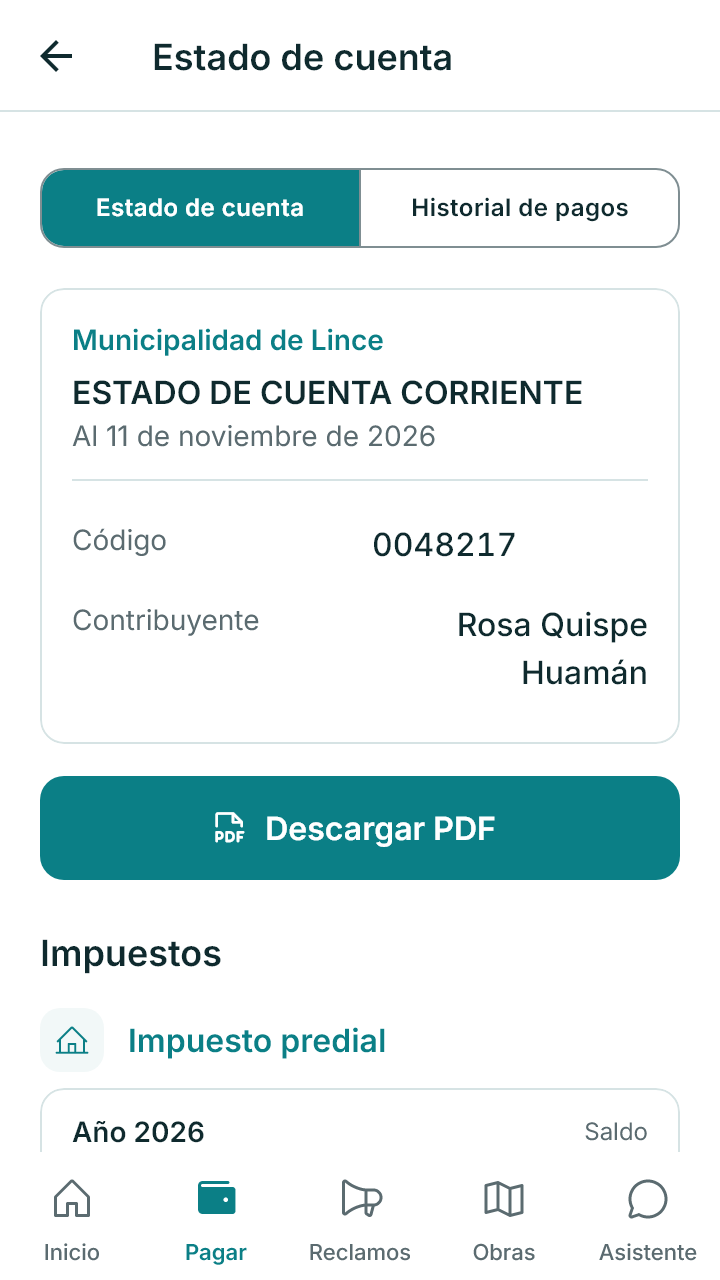 Estado de cuenta
Estado de cuenta
Historial de pagos
Municipalidad de Lince
ESTADO DE CUENTA CORRIENTE
Al 11 de noviembre de 2026
Código
0048217
Contribuyente
Rosa Quispe
Huamán
PDF
Descargar PDF
Impuestos
Impuesto predial
Año 2026
Saldo
Inicio
Pagar
Reclamos
Obras
Asistente